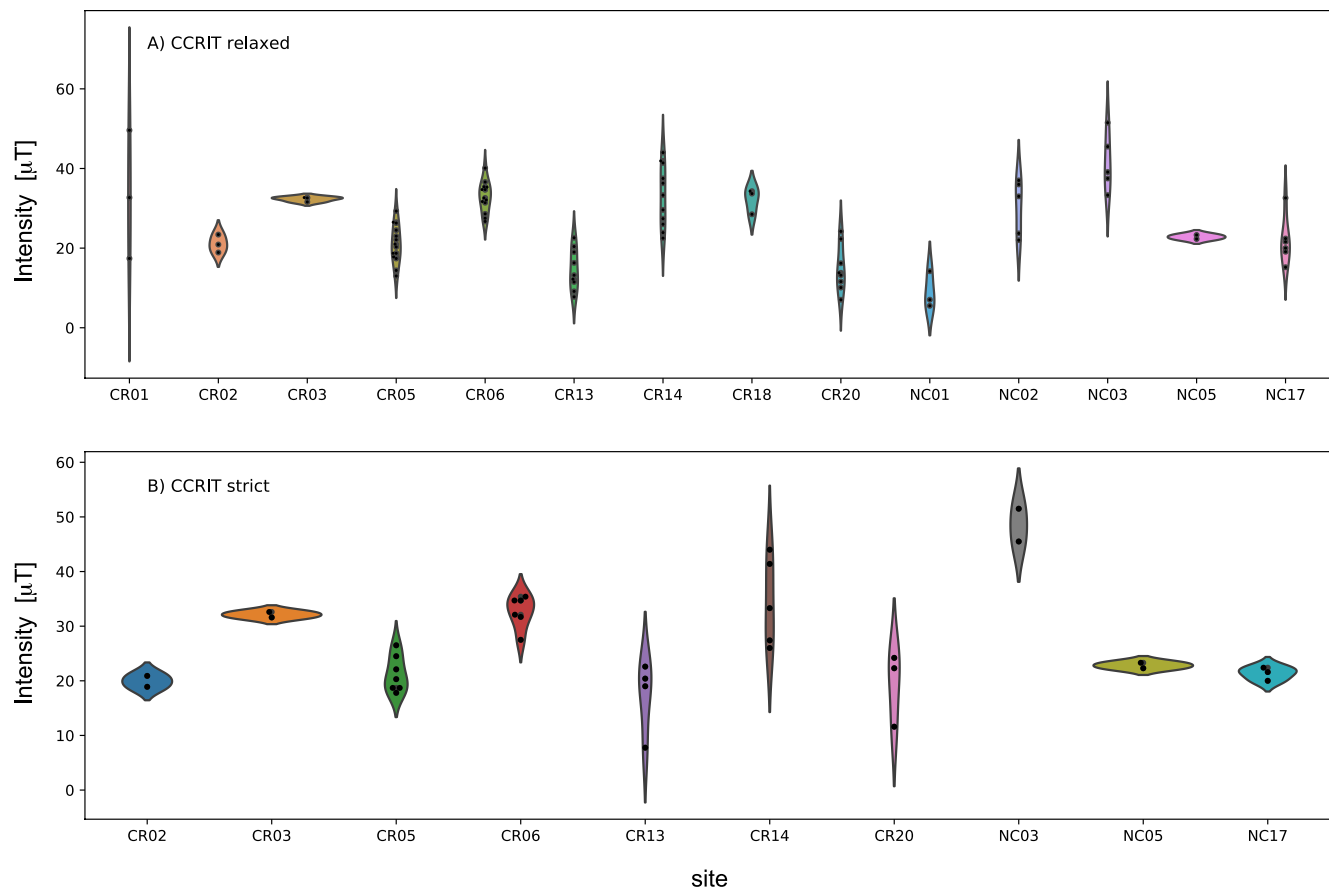 A) CCRIT relaxed
Intensity [μT]
60
40
20
0
CR01 CR02 CR03 CR05 CR06 CR13 CR14 CR18 CR20 NC01 NC02 NC03 NC05 NC17
B) CCRIT strict
Intensity [μT]
60
50
40
30
20
10
0
CR02 CR03 CR05 CR06 CR13 CR14 CR20 NC03 NC05 NC17
site